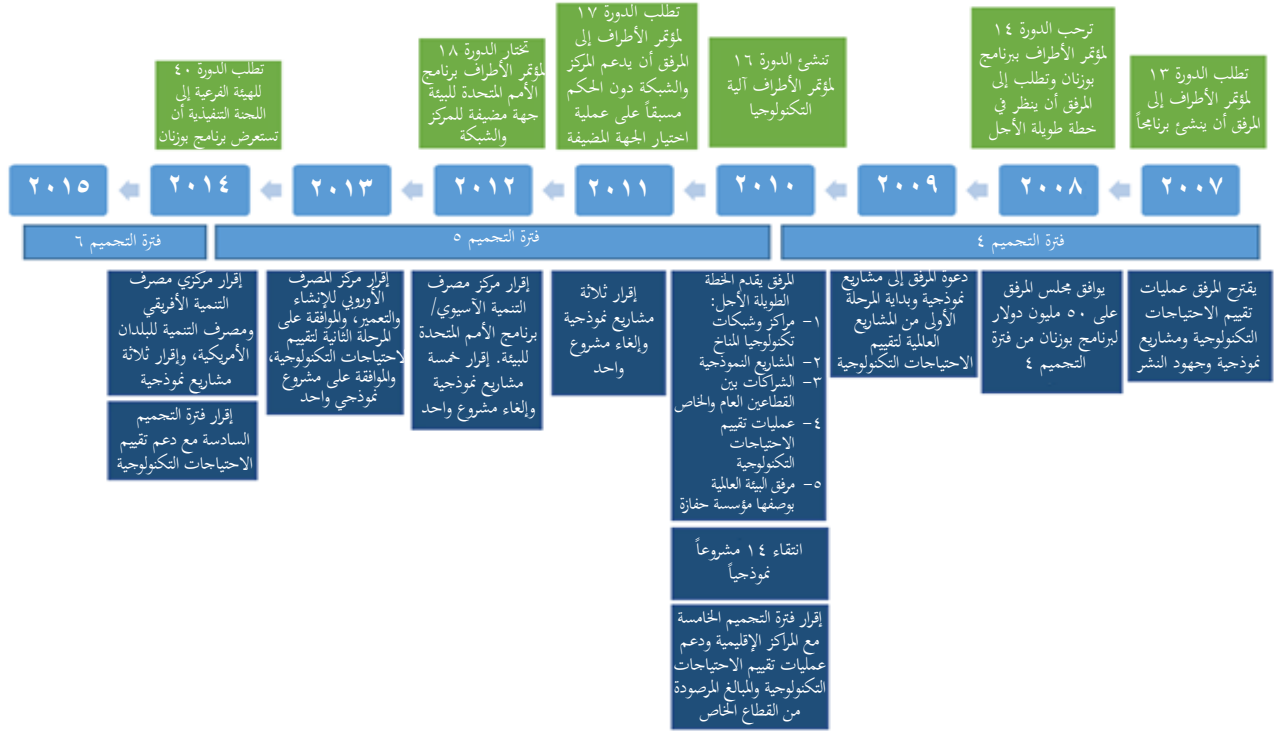 تطلب الدورة ١٣
لمؤتمر الأطراف إلى
المرفق أن ينشئ برنامجاً
ترحب الدورة ١٤
لمؤتمر الأطراف ببرنامج
بوزنان وتطلب إلى
المرفق أن ينظر في
خطة طويلة الأجل
تنشئ الدورة ١٦
لمؤتمر الأطراف آلية
التكنولوجيا
تطلب الدورة ١٧
لمؤتمر الأطراف إلى
المرفق أن يدعم المركز
والشبكة دون الحكم
مسبقاً على عملية
اختيار الجهة المضيفة
تختار الدورة ١٨
لمؤتمر الأطراف برنامج
الأمم المتحدة للبيئة
جهة مضيفة للمركز
والشبكة
تطلب الدورة ٤٠
للهيئة الفرعية إلى
اللجنة التنفيذية أن
تستعرض برنامج بوزنان
٢٠٠٧
٢٠٠٨
٢٠٠٩
٢٠١٠
٢٠١١
٢٠١٢
٢٠١٣
٢٠١٤
٢٠١٥
فترة التجميم ٤
فترة التجميم ٥
فترة التجميم ٦
يقترح المرفق عمليات
تقييم الاحتياجات
التكنولوجية ومشاريع
نموذجية وجهود النشر
يوافق مجلس المرفق
على ٥٠ مليون دولار
لبرنامج بوزنان من فترة
التجميم ٤
دعوة المرفق إلى مشاريع
نموذجية وبداية المرحلة
الأولى من المشاريع
العالمية لتقييم
الاحتياجات التكنولوجية
المرفق يقدم الخطة
الطويلة الأجل:
١- مراكز وشبكات
تكنولوجيا المناخ
٢- المشاريع النموذجية
٣- الشراكات بين
القطاعين العام والخاص
٤- عمليات تقييم
الاحتياجات
التكنولوجية
٥- مرفق البيئة العالمية
بوصفها مؤسسة حفازة
انتقاء ١٤ مشروعاً
نموذجياً
إقرار فترة التجميم الخامسة
مع المراكز الإقليمية ودعم
عمليات تقييم الاحتياجات
التكنولوجية والمبالغ المرصودة
من القطاع الخاص
إقرار ثلاثة
مشاريع نموذجية
وإلغاء مشروع
واحد
إقرار مركز مصرف
التنمية الآسيوي/
برنامج الأمم المتحدة
للبيئة. إقرار خمسة
مشاريع نموذجية
وإلغاء مشروع واحد
إقرار مركز المصرف
الأوروبي للإنشاء
والتعمير، والموافقة على
المرحلة الثانية لتقييم
الاحتياجات التكنولوجية،
والموافقة على مشروع
نموذجي واحد
إقرار مركزي مصرف
التنمية الأفريقي
ومصرف التنمية للبلدان
الأمريكية، وإقرار ثلاثة
مشاريع نموذجية
إقرار فترة التجميم
السادسة مع دعم تقييم
الاحتياجات التكنولوجية